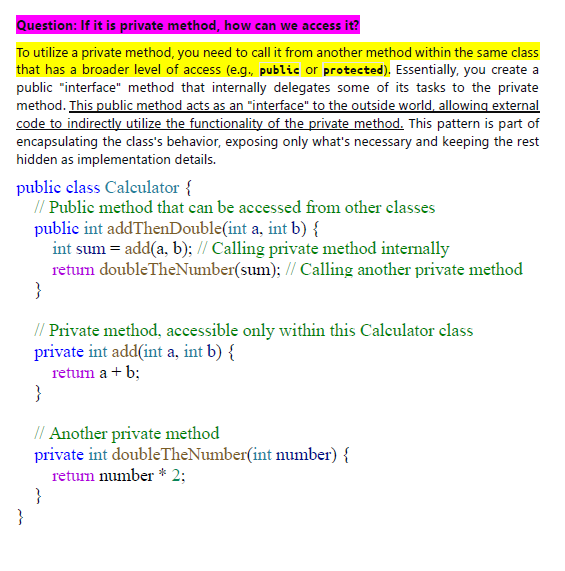 Question: If it is private method, how can we access it?
To utilize a private method, you need to call it from another method within the same class
that has a broader level of access (e.g., public or protected). Essentially, you create a
public "interface" method that internally delegates some of its tasks to the private
method. This public method acts as an "interface" to the outside world, allowing external
code to indirectly utilize the functionality of the private method. This pattern is part of
encapsulating the class's behavior, exposing only what's necessary and keeping the rest
hidden as implementation details.
public class Calculator {
// Public method that can be accessed from other classes
public int addThenDouble(int a, int b) {
int sum = add(a, b); // Calling private method internally
return doubleTheNumber(sum); // Calling another private method
}
// Private method, accessible only within this Calculator class
private int add(int a, int b) {
return a + b;
}
// Another private method
private int doubleTheNumber(int number) {
return number * 2;
}
}